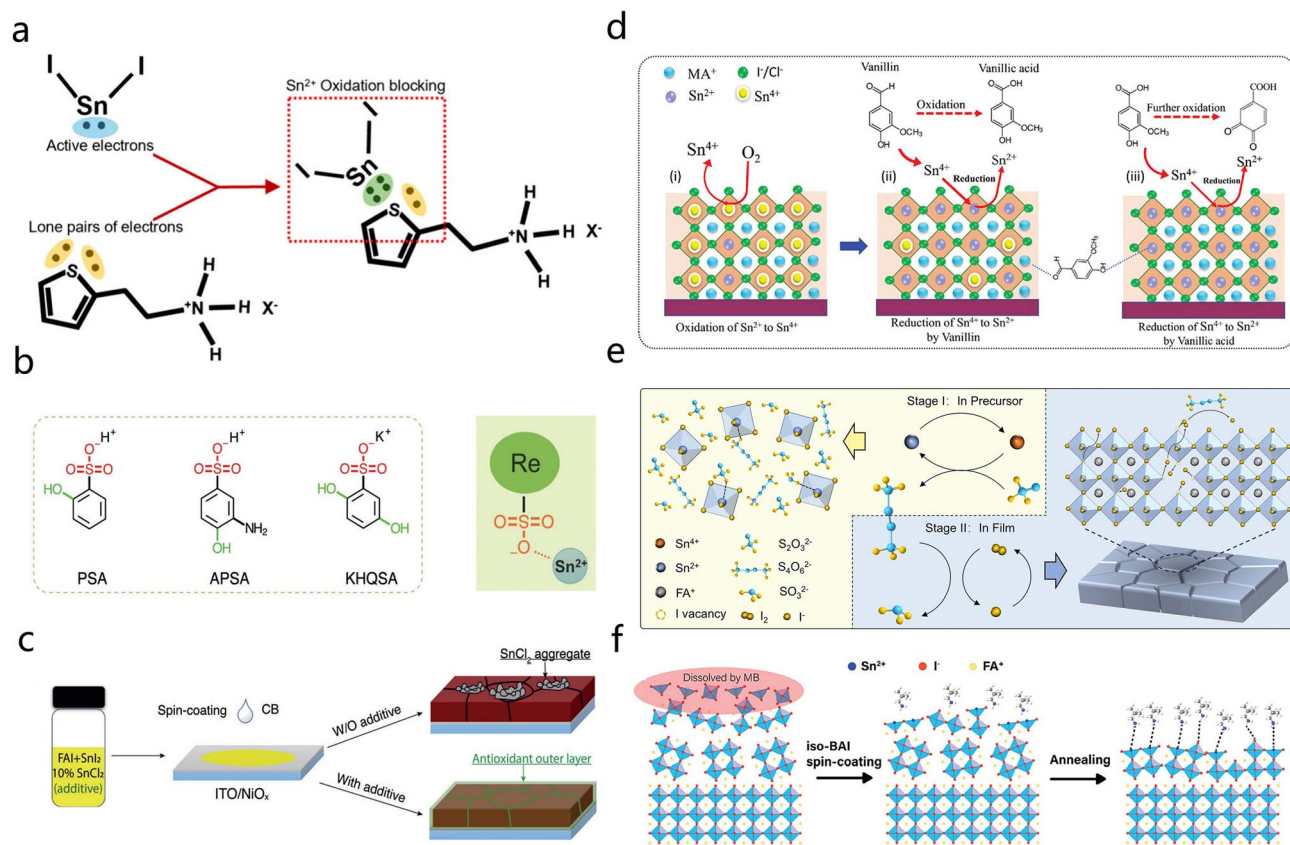 a
I
I
Sn
Active electrons
Lone pairs of electrons
S
⁺N
H
H
H
X⁻
Sn²⁺ Oxidation blocking
I
I
Sn
S
⁺N
H
H
H
X⁻
b
O⁻ H⁺
O=S=O
HO
PSA
O⁻ H⁺
O=S=O
NH₂
OH
APSA
O⁻ K⁺
O=S=O
HO
OH
KHQSA
Re
O=S=O
⁻O
Sn²⁺
c
FAI+SnI₂
10% SnCl₂
(additive)
Spin-coating
CB
ITO/NiOₓ
W/O additive
With additive
SnCl₂ aggregate
Antioxidant outer layer
d
MA⁺
I⁻/Cl⁻
Sn²⁺
Sn⁴⁺
Sn⁴⁺
O₂
(i)
Oxidation of Sn²⁺ to Sn⁴⁺
Vanillin
Vanillic acid
O
H
OCH₃
OH
Oxidation
O
OH
OCH₃
OH
(ii)
Sn⁴⁺
Reduction
Sn²⁺
Reduction of Sn⁴⁺ to Sn²⁺
by Vanillin
O
H
OCH₃
OH
O
OH
OCH₃
OH
Further oxidation
COOH
O
O
(iii)
Sn⁴⁺
Reduction
Sn²⁺
Reduction of Sn⁴⁺ to Sn²⁺
by Vanillic acid
e
Stage I: In Precursor
Stage II: In Film
Sn⁴⁺
S₂O₃²⁻
Sn²⁺
S₄O₆²⁻
FA⁺
SO₃²⁻
I vacancy
I₂
I⁻
f
Sn²⁺
I⁻
FA⁺
Dissolved by MB
iso-BAI
spin-coating
Annealing